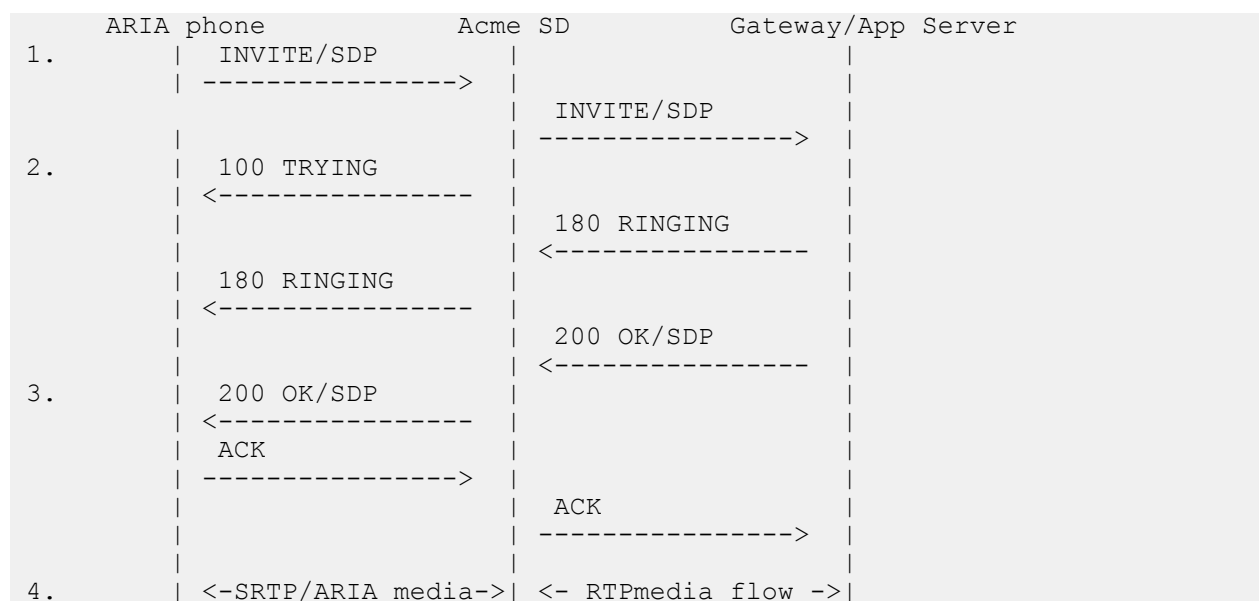 ARIA phone            Acme SD          Gateway/App Server
1.        |  INVITE/SDP        |                    |
          | ---------------->  |                    |
                               |  INVITE/SDP        |
          |                    | ---------------->  |
2.        |  100 TRYING        |                    |
          | <----------------  |                    |
          |                    |  180 RINGING       |
          |                    | <----------------  |
          |  180 RINGING       |                    |
          | <----------------  |                    |
          |                    |  200 OK/SDP        |
          |                    | <----------------  |
3.        |  200 OK/SDP        |                    |
          | <----------------  |                    |
          |  ACK               |                    |
          | ---------------->  |                    |
          |                    |  ACK               |
          |                    | ---------------->  |
          |                    |                    |
4.        | <-SRTP/ARIA media->| <- RTPmedia flow ->|